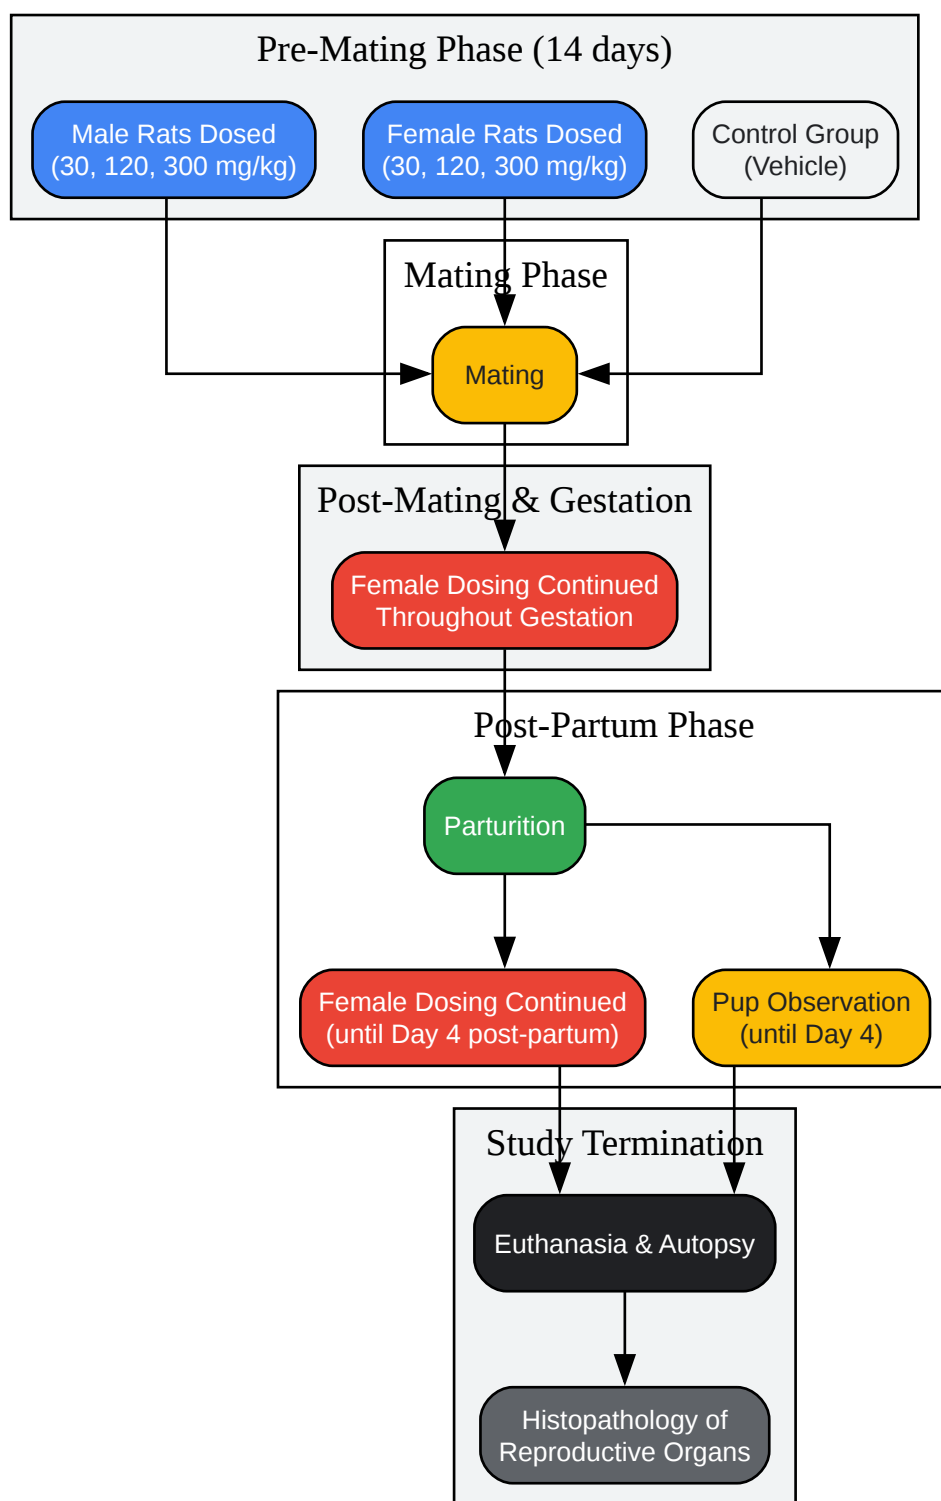 Pre-Mating Phase (14 days)
Male Rats Dosed
(30, 120, 300 mg/kg)
Female Rats Dosed
(30, 120, 300 mg/kg)
Control Group
(Vehicle)
Mating Phase
Mating
Post-Mating & Gestation
Female Dosing Continued
Throughout Gestation
Post-Partum Phase
Parturition
Female Dosing Continued
(until Day 4 post-partum)
Pup Observation
(until Day 4)
Study Termination
Euthanasia & Autopsy
Histopathology of
Reproductive Organs